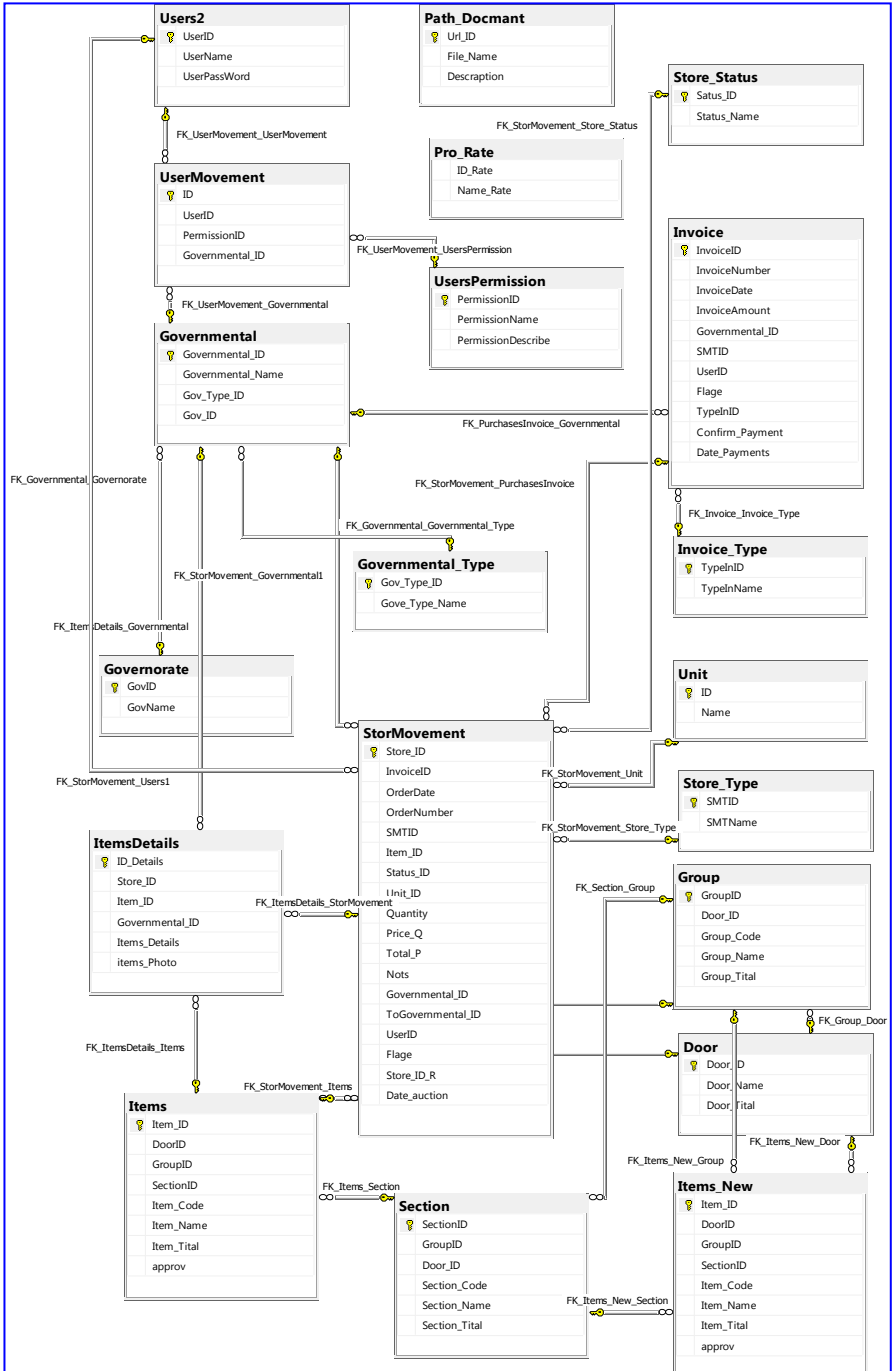 Users2
UserID
UserName
UserPassWord
Path_Docmant
Url_ID
File_Name
Descraption
Store_Status
Satus_ID
Status_Name
FK_StorMovement_Store_Status
FK_UserMovement_UserMovement
Pro_Rate
ID_Rate
Name_Rate
UserMovement
ID
UserID
PermissionID
Governmental_ID
FK_UserMovement_UsersPermission
Invoice
InvoiceID
InvoiceNumber
InvoiceDate
InvoiceAmount
Governmental_ID
SMTID
UserID
Flage
TypeInID
Confirm_Payment
Date_Payments
UsersPermission
PermissionID
PermissionName
PermissionDescribe
FK_UserMovement_Governmental
Governmental
Governmental_ID
Governmental_Name
Gov_Type_ID
Gov_ID
FK_PurchasesInvoice_Governmental
FK_Governmental_Governorate
FK_StorMovement_PurchasesInvoice
FK_Invoice_Invoice_Type
FK_Governmental_Governmental_Type
Invoice_Type
TypeInID
TypeInName
Governmental_Type
Gov_Type_ID
Gove_Type_Name
FK_StorMovement_Governmental1
FK_ItemsDetails_Governmental
Governorate
GovID
GovName
Unit
ID
Name
StorMovement
Store_ID
InvoiceID
OrderDate
OrderNumber
SMTID
Item_ID
Status_ID
Unit_ID
Quantity
Price_Q
Total_P
Nots
Governmental_ID
ToGovernmental_ID
UserID
Flage
Store_ID_R
Date_auction
FK_StorMovement_Users1
FK_StorMovement_Unit
Store_Type
SMTID
SMTName
FK_StorMovement_Store_Type
ItemsDetails
ID_Details
Store_ID
Item_ID
Governmental_ID
Items_Details
items_Photo
FK_ItemsDetails_StorMovement
FK_Section_Group
Group
GroupID
Door_ID
Group_Code
Group_Name
Group_Tital
FK_Group_Door
FK_ItemsDetails_Items
Door
Door_ID
Door_Name
Door_Tital
FK_StorMovement_Items
Items
Item_ID
DoorID
GroupID
SectionID
Item_Code
Item_Name
Item_Tital
approv
FK_Items_New_Door
FK_Items_New_Group
FK_Items_Section
Section
SectionID
GroupID
Door_ID
Section_Code
Section_Name
Section_Tital
FK_Items_New_Section
Items_New
Item_ID
DoorID
GroupID
SectionID
Item_Code
Item_Name
Item_Tital
approv